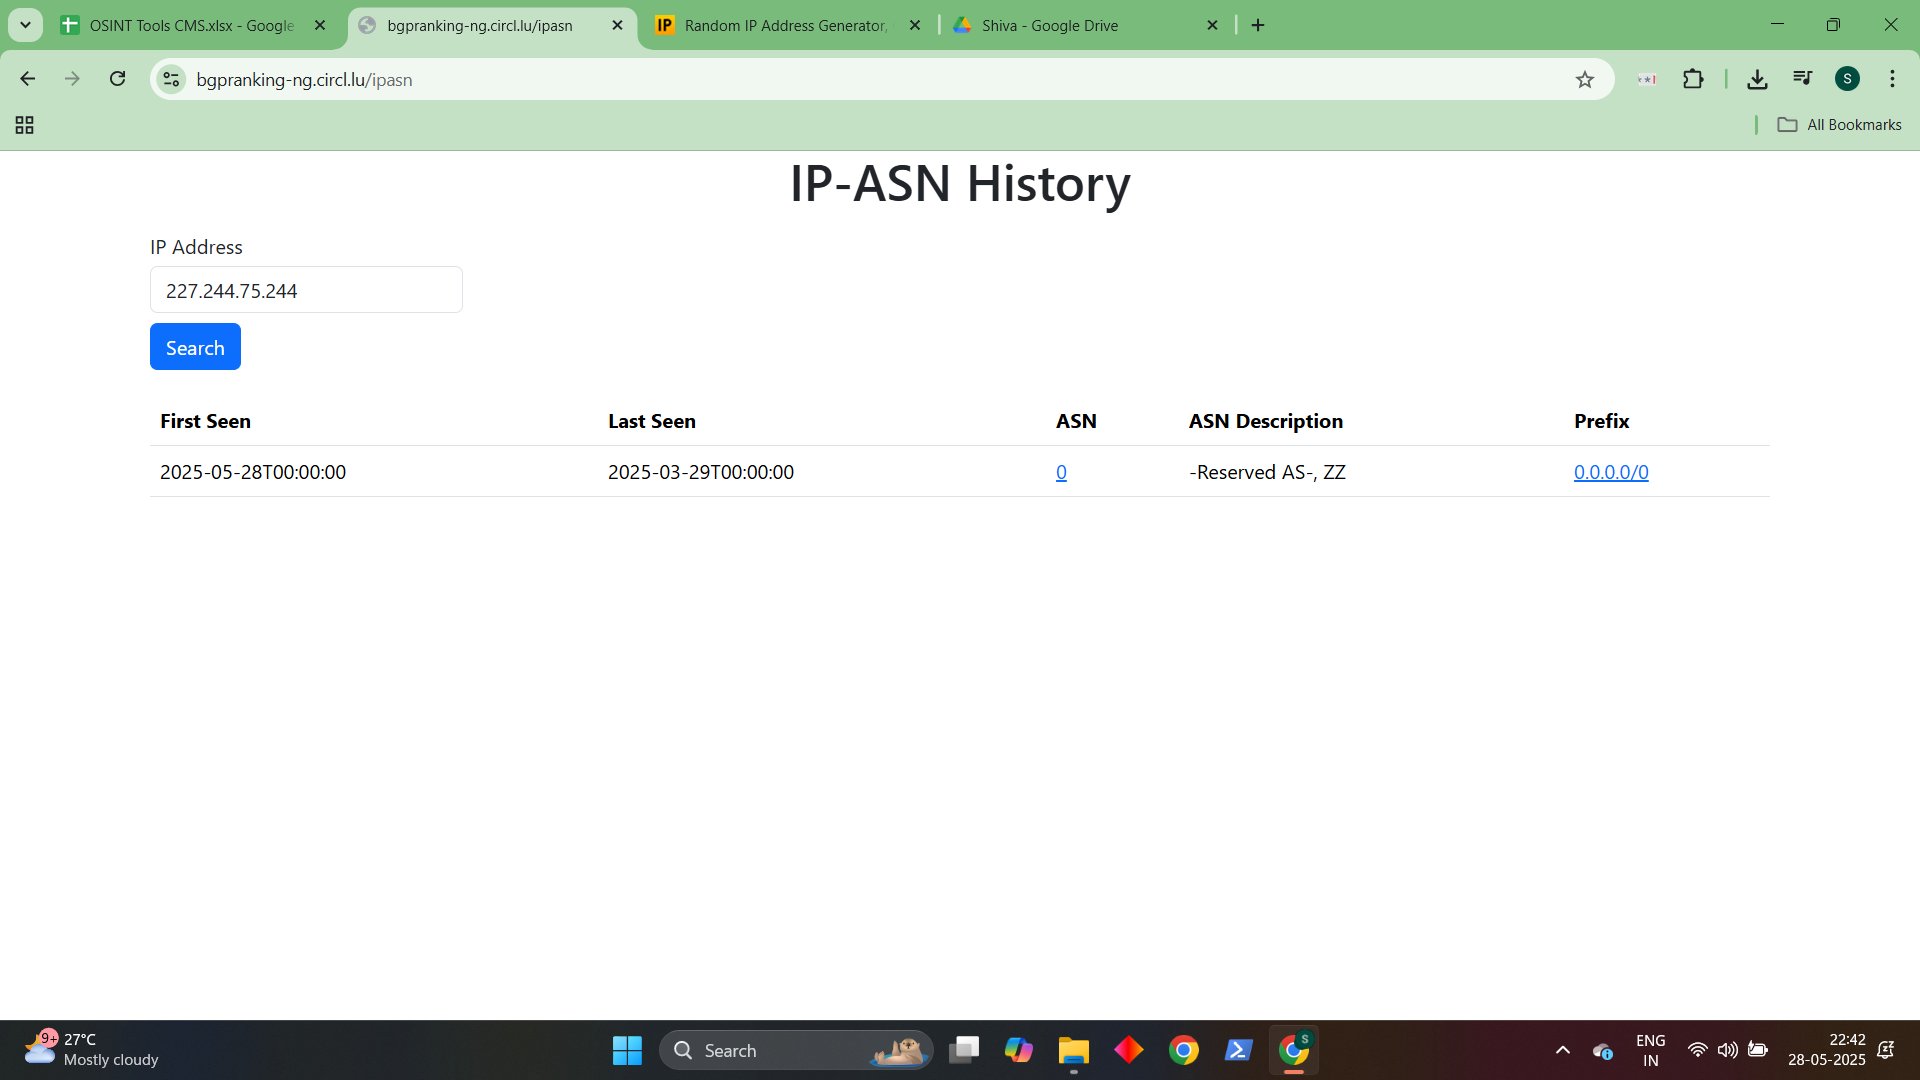 OSINT Tools CMS.xlsx - Google
bgpranking-ng.circl.lu/ipasn
IP
Random IP Address Generator,
Shiva - Google Drive
bgpranking-ng.circl.lu/ipasn
S
All Bookmarks
IP-ASN History
IP Address
227.244.75.244
Search
First Seen Last Seen ASN ASN Description Prefix
2025-05-28T00:00:00 2025-03-29T00:00:00 0 -Reserved AS-, ZZ 0.0.0.0/0
9+
27°C
Mostly cloudy
Search
S
ENG
IN
22:42
28-05-2025